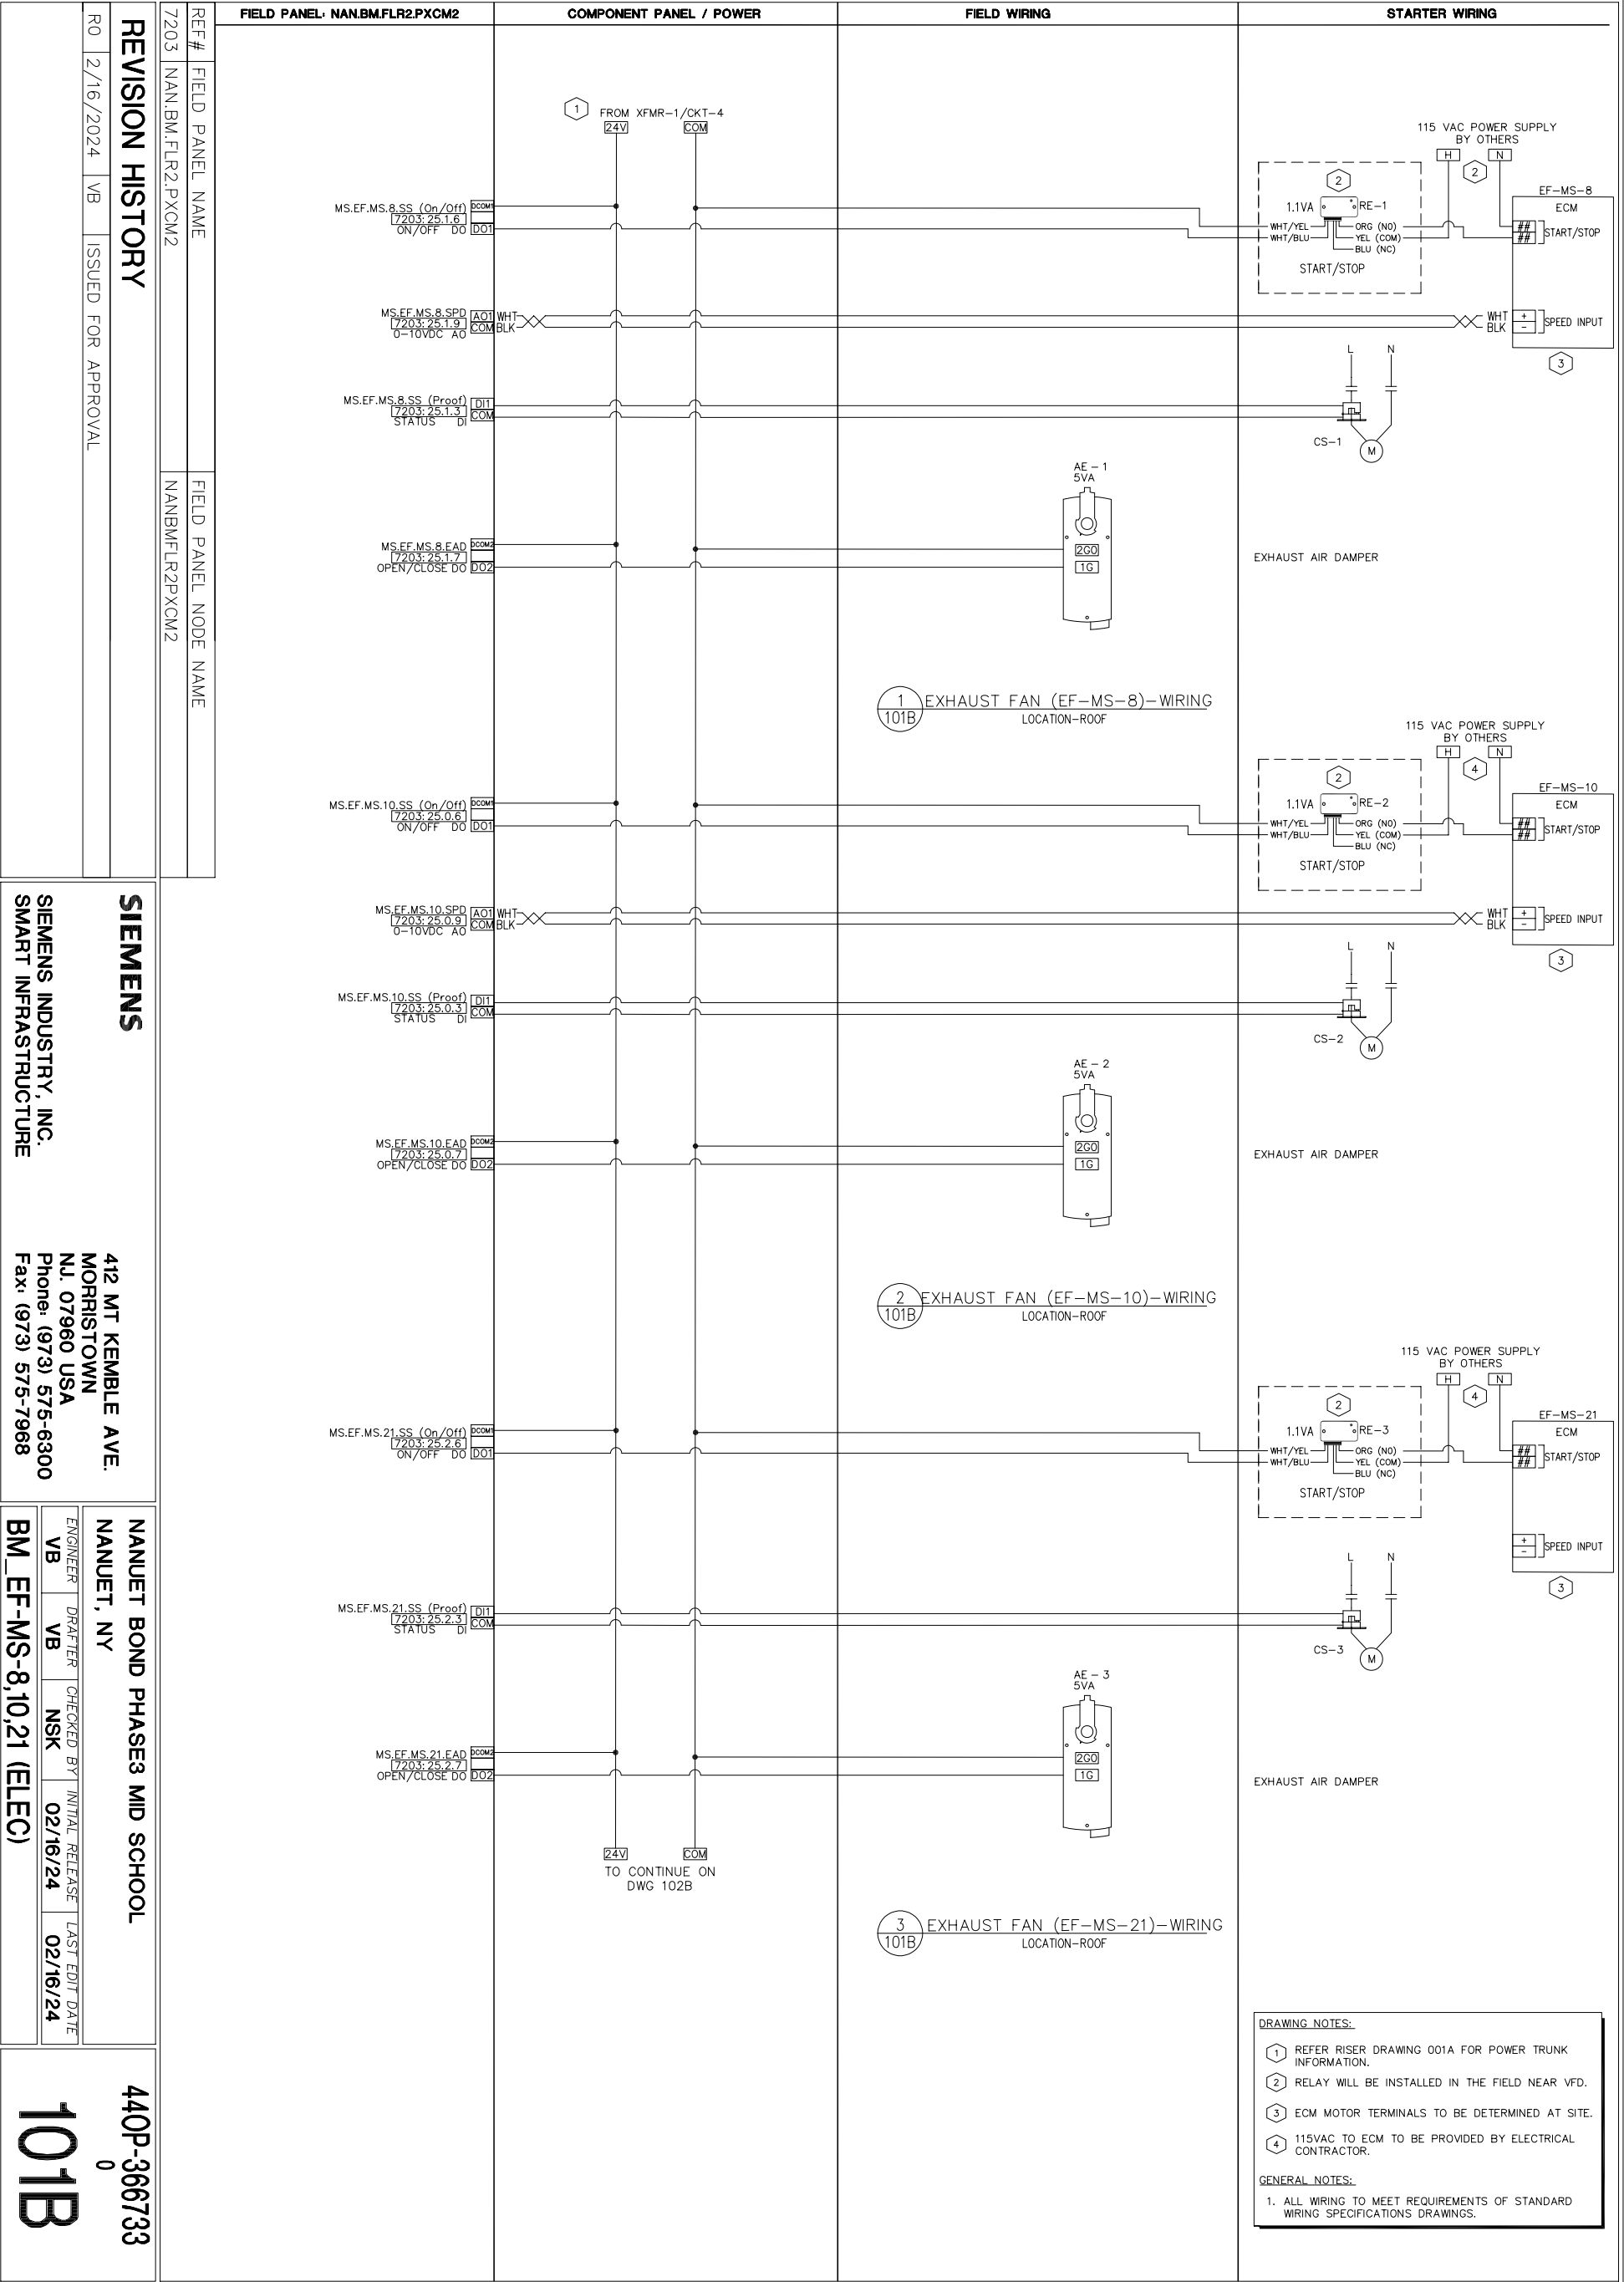 FIELD PANEL: NAN.BM.FLR2.PXCM2
COMPONENT PANEL / POWER
FIELD WIRING
STARTER WIRING
1
FROM XFMR-1/CKT-4
24V
COM
115 VAC POWER SUPPLY
BY OTHERS
H
N
2
2
EF-MS-8
ECM
MS.EF.MS.8.SS (On/Off)
DCOM1
7203: 25.1.6
ON/OFF DO
DO1
1.1VA
RE-1
WHT/YEL
WHT/BLU
ORG (NO)
YEL (COM)
BLU (NC)
START/STOP
##
##
START/STOP
MS.EF.MS.8.SPD
AO1
WHT
7203: 25.1.9
COM
BLK
0-10VDC AO
WHT
BLK
+
-
SPEED INPUT
3
L
N
MS.EF.MS.8.SS (Proof)
DI1
7203: 25.1.3
COM
STATUS DI
CS-1
M
AE - 1
5VA
MS.EF.MS.8.EAD
DCOM2
7203: 25.1.7
OPEN/CLOSE DO
DO2
2G0
1G
EXHAUST AIR DAMPER
1
101B
EXHAUST FAN (EF-MS-8)-WIRING
LOCATION-ROOF
115 VAC POWER SUPPLY
BY OTHERS
H
N
2
4
EF-MS-10
ECM
MS.EF.MS.10.SS (On/Off)
DCOM1
7203: 25.0.6
ON/OFF DO
DO1
1.1VA
RE-2
WHT/YEL
WHT/BLU
ORG (NO)
YEL (COM)
BLU (NC)
START/STOP
##
##
START/STOP
MS.EF.MS.10.SPD
AO1
WHT
7203: 25.0.9
COM
BLK
0-10VDC AO
WHT
BLK
+
-
SPEED INPUT
3
L
N
MS.EF.MS.10.SS (Proof)
DI1
7203: 25.0.3
COM
STATUS DI
CS-2
M
AE - 2
5VA
MS.EF.MS.10.EAD
DCOM2
7203: 25.0.7
OPEN/CLOSE DO
DO2
2G0
1G
EXHAUST AIR DAMPER
2
101B
EXHAUST FAN (EF-MS-10)-WIRING
LOCATION-ROOF
115 VAC POWER SUPPLY
BY OTHERS
H
N
2
4
EF-MS-21
ECM
MS.EF.MS.21.SS (On/Off)
DCOM1
7203: 25.2.6
ON/OFF DO
DO1
1.1VA
RE-3
WHT/YEL
WHT/BLU
ORG (NO)
YEL (COM)
BLU (NC)
START/STOP
##
##
START/STOP
+
-
SPEED INPUT
3
L
N
MS.EF.MS.21.SS (Proof)
DI1
7203: 25.2.3
COM
STATUS DI
CS-3
M
AE - 3
5VA
MS.EF.MS.21.EAD
DCOM2
7203: 25.2.7
OPEN/CLOSE DO
DO2
2G0
1G
EXHAUST AIR DAMPER
24V
COM
TO CONTINUE ON
DWG 102B
3
101B
EXHAUST FAN (EF-MS-21)-WIRING
LOCATION-ROOF
DRAWING NOTES:
1 REFER RISER DRAWING 001A FOR POWER TRUNK
INFORMATION.
2 RELAY WILL BE INSTALLED IN THE FIELD NEAR VFD.
3 ECM MOTOR TERMINALS TO BE DETERMINED AT SITE.
4 115VAC TO ECM TO BE PROVIDED BY ELECTRICAL
CONTRACTOR.
GENERAL NOTES:
1. ALL WIRING TO MEET REQUIREMENTS OF STANDARD
WIRING SPECIFICATIONS DRAWINGS.
REF# FIELD PANEL NAME FIELD PANEL NODE NAME
7203 NAN.BM.FLR2.PXCM2 NANBMFLR2PXCM2
REVISION HISTORY
R0 2/16/2024 VB ISSUED FOR APPROVAL
SIEMENS
SIEMENS INDUSTRY, INC.
SMART INFRASTRUCTURE
412 MT KEMBLE AVE.
MORRISTOWN
NJ. 07960 USA
Phone: (973) 575-6300
Fax: (973) 575-7968
NANUET BOND PHASE3 MID SCHOOL
NANUET, NY
ENGINEER DRAFTER CHECKED BY INITIAL RELEASE LAST EDIT DATE
VB VB NSK 02/16/24 02/16/24
BM_EF-MS-8,10,21 (ELEC)
440P-366733
0
101B